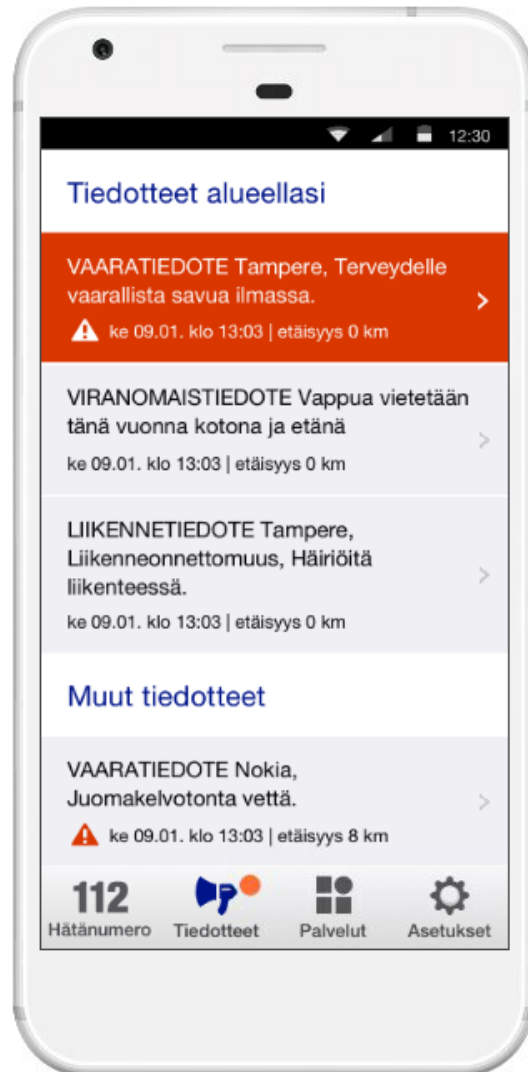 12:30
Tiedotteet alueellasi
VAARATIEDOTE Tampere, Terveydelle
vaarallista savua ilmassa.
ke 09.01. klo 13:03 | etäisyys 0 km
VIRANOMAISTIEDOTE Vappua vietetään
tänä vuonna kotona ja etänä
ke 09.01. klo 13:03 | etäisyys 0 km
LIIKENNETIEDOTE Tampere,
Liikenneonnettomuus, Häiriöitä
liikenteessä.
ke 09.01. klo 13:03 | etäisyys 0 km
Muut tiedotteet
VAARATIEDOTE Nokia,
Juomakelvotonta vettä.
ke 09.01. klo 13:03 | etäisyys 8 km
112
Hätänumero Tiedotteet Palvelut Asetukset